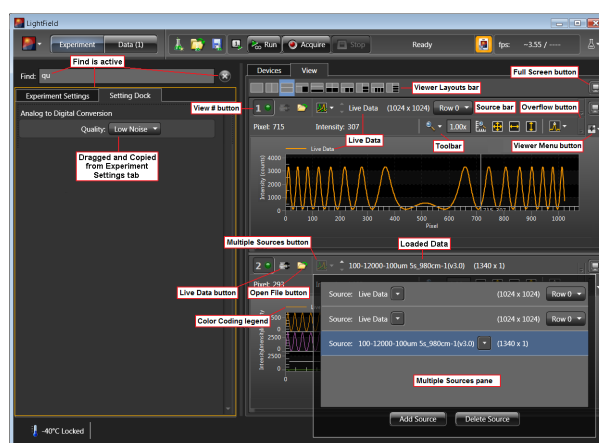 LightField
Experiment
Data (1)
Run
Acquire
Stop
Ready
fps: ~3.55 / ----
Find is active
Find: qu
Devices
View
Full Screen button
Viewer Layouts bar
Experiment Settings
Setting Dock
View # button
1
Live Data (1024 x 1024) Row 0
Source bar
Overflow button
Analog to Digital Conversion
Quality: Low Noise
Pixel: 715 Intensity: 307
1.00x
Live Data
Toolbar
Viewer Menu button
Dragged and Copied
from Experiment
Settings tab
Live Data
Intensity (counts)
4000
3000
2000
1000
0
0 100 200 300 400 500 600 700 800 900 1000
Pixel
Multiple Sources button
Loaded Data
2
100-12000-100um 5s_980cm-1(v3.0) (1340 x 1)
Live Data button
Open File button
Pixel: 293
Source: Live Data (1024 x 1024) Row 0
Color Coding legend
Source: Live Data (1024 x 1024) Row 0
2500
0
2500
0
2500
0
0
Source: 100-12000-100um 5s_980cm-1(v3.0) (1340 x 1)
Multiple Sources pane
Add Source
Delete Source
-40°C Locked